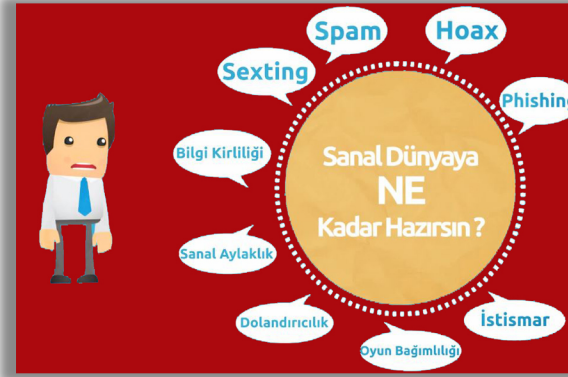 Spam
Hoax
Sexting
Phishing
Bilgi Kirliliği
Sanal Dünyaya
NE
Kadar Hazırsın ?
Sanal Aylaklık
Dolandırıcılık
İstismar
Oyun Bağımlılığı